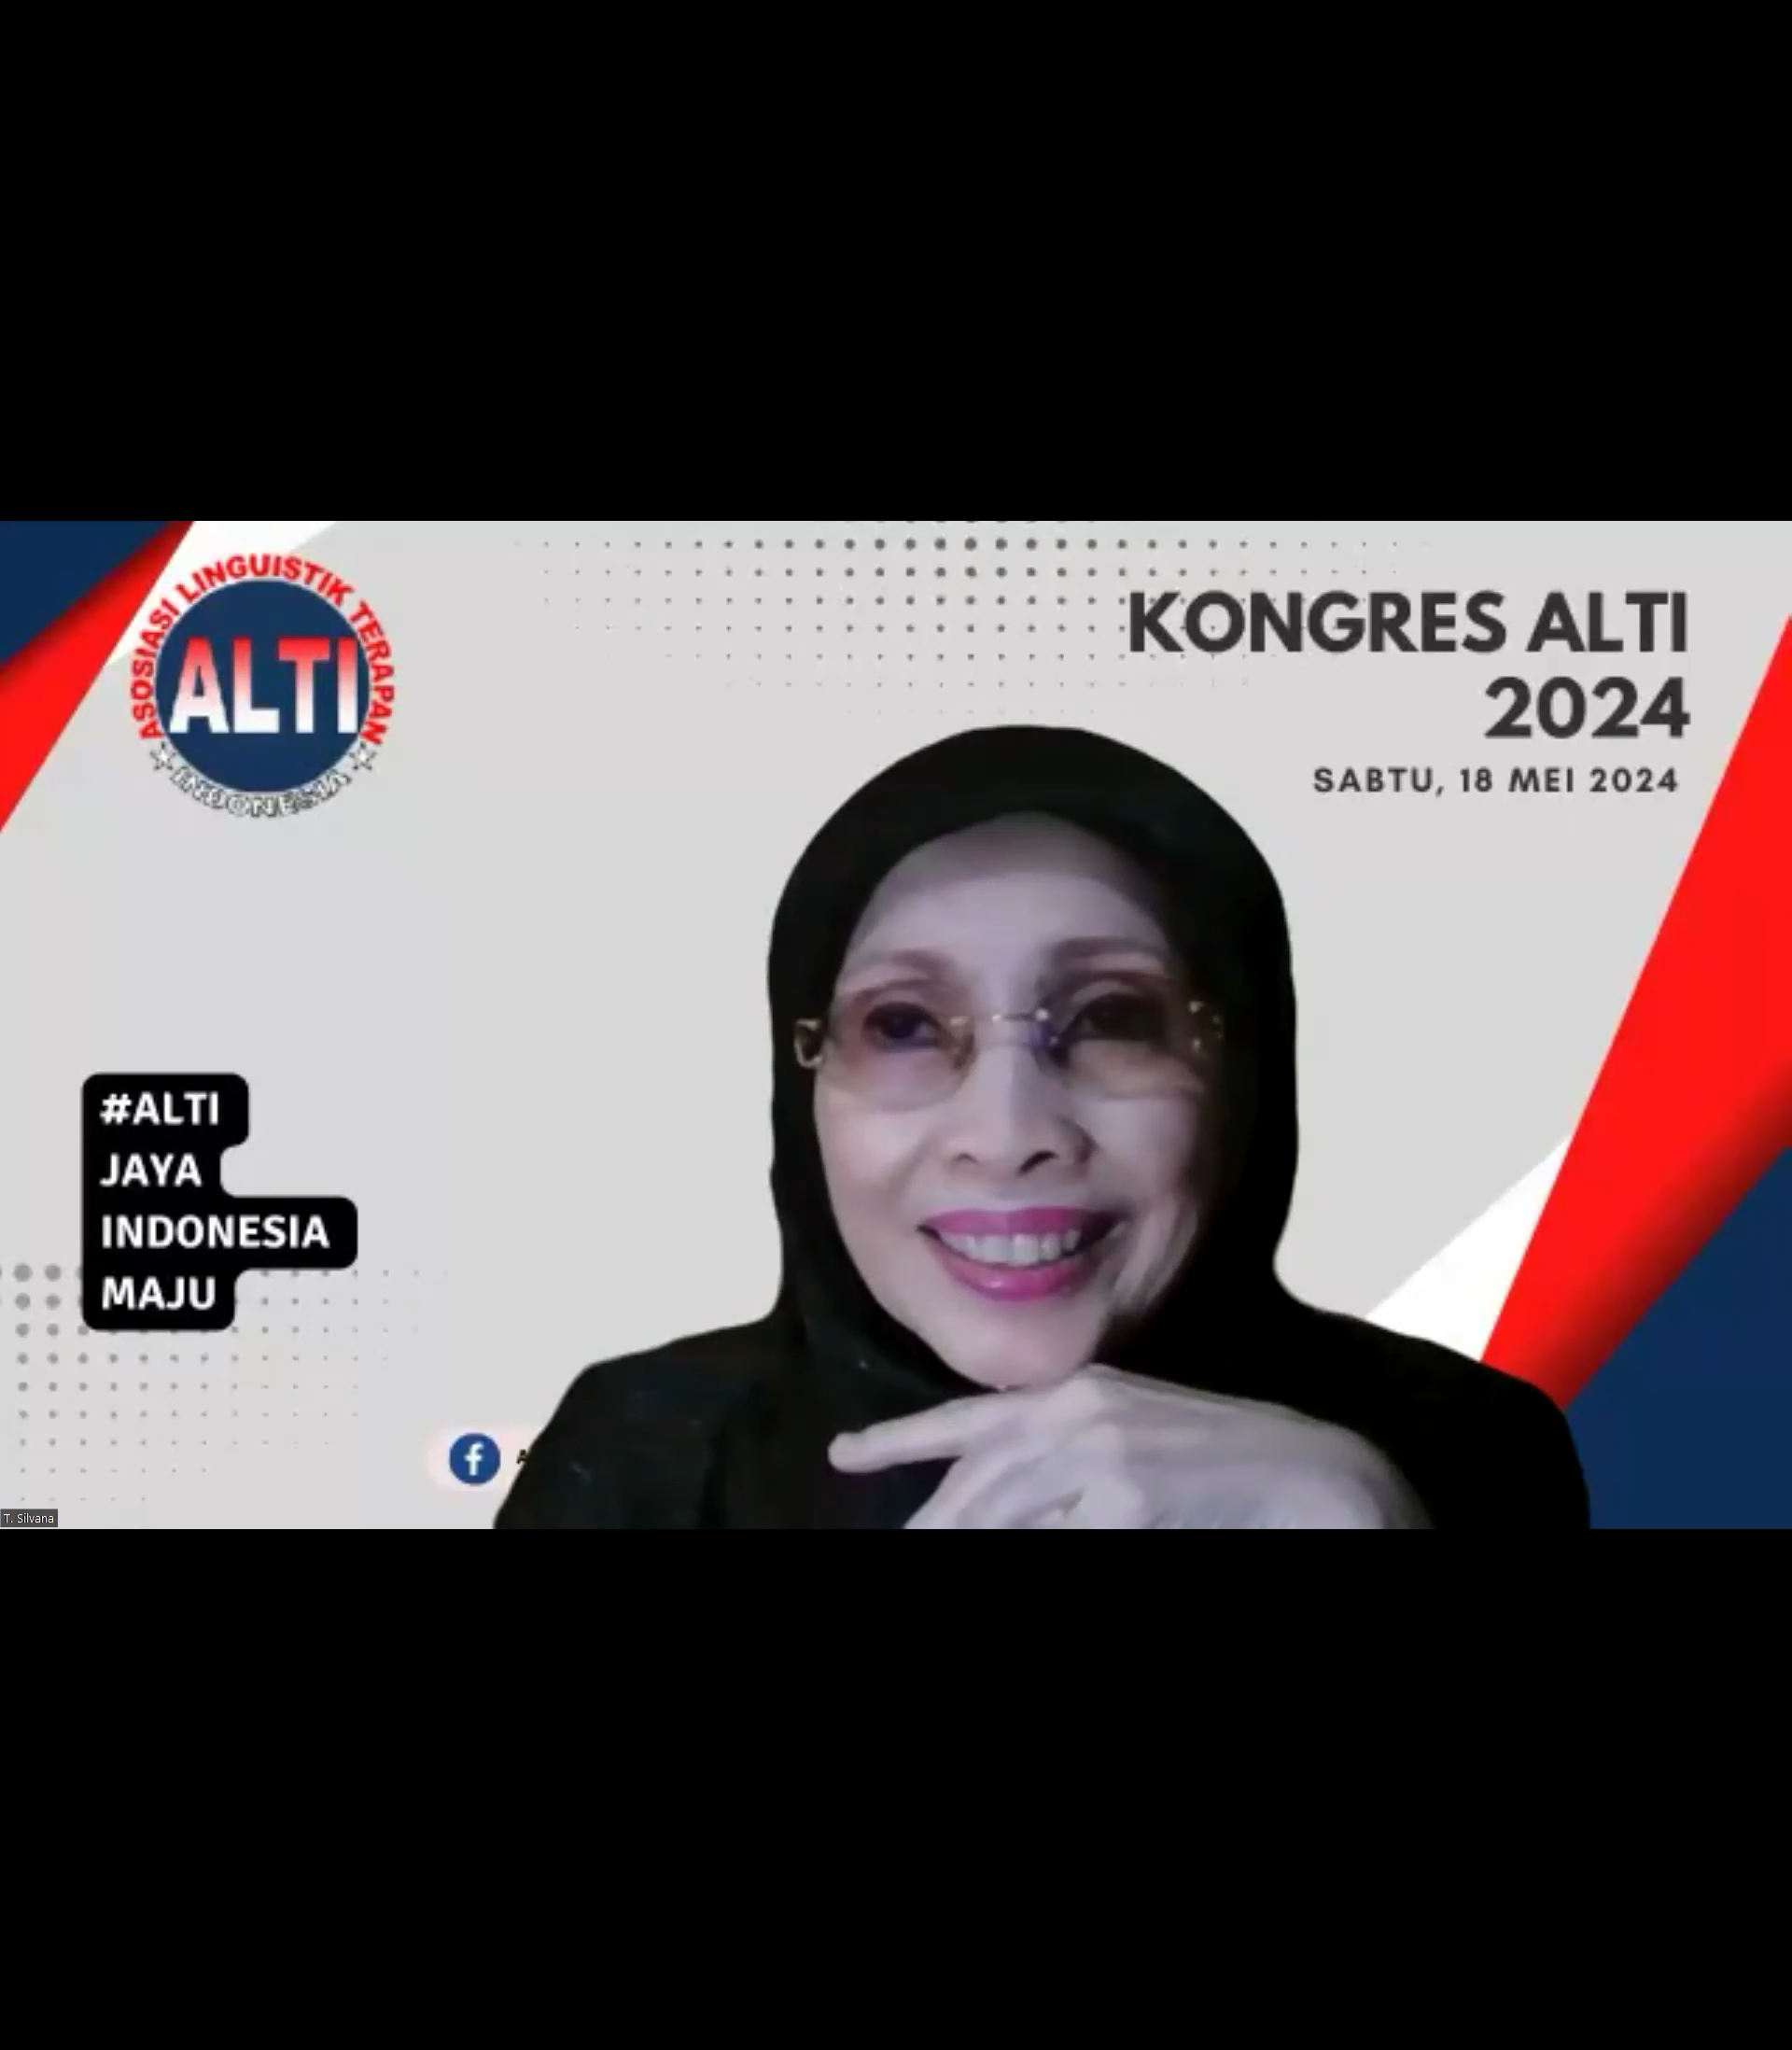 ASOSIASI LINGUISTIK TERAPAN
ALTI
INDONESIA
KONGRES ALTI
2024
SABTU, 18 MEI 2024
#ALTI
JAYA
INDONESIA
MAJU
T. Silvana